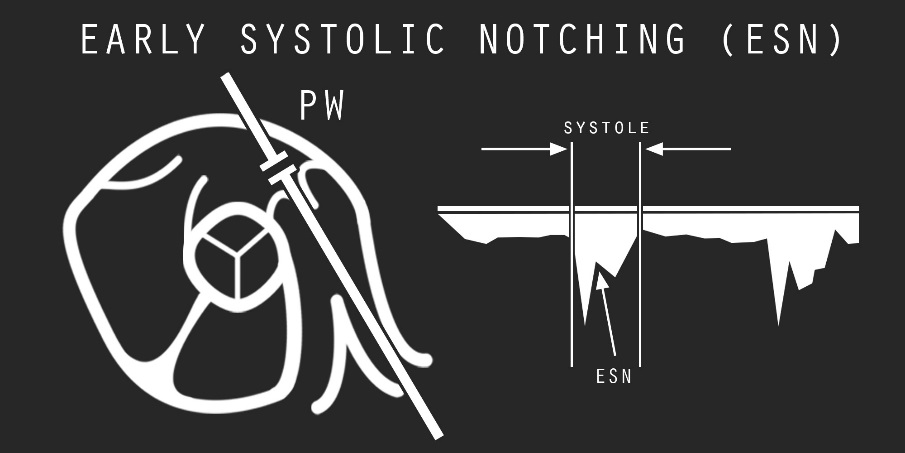 EARLY SYSTOLIC NOTCHING (ESN)
PW
SYSTOLE
ESN